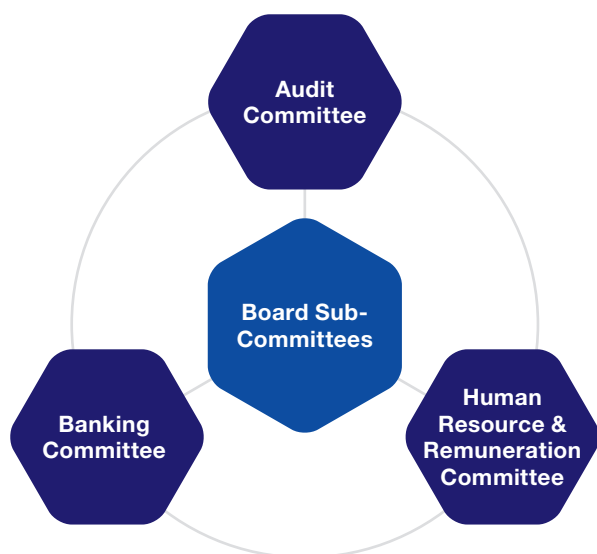 Audit
Committee
Board Sub-
Committees
Banking
Committee
Human
Resource &
Remuneration
Committee